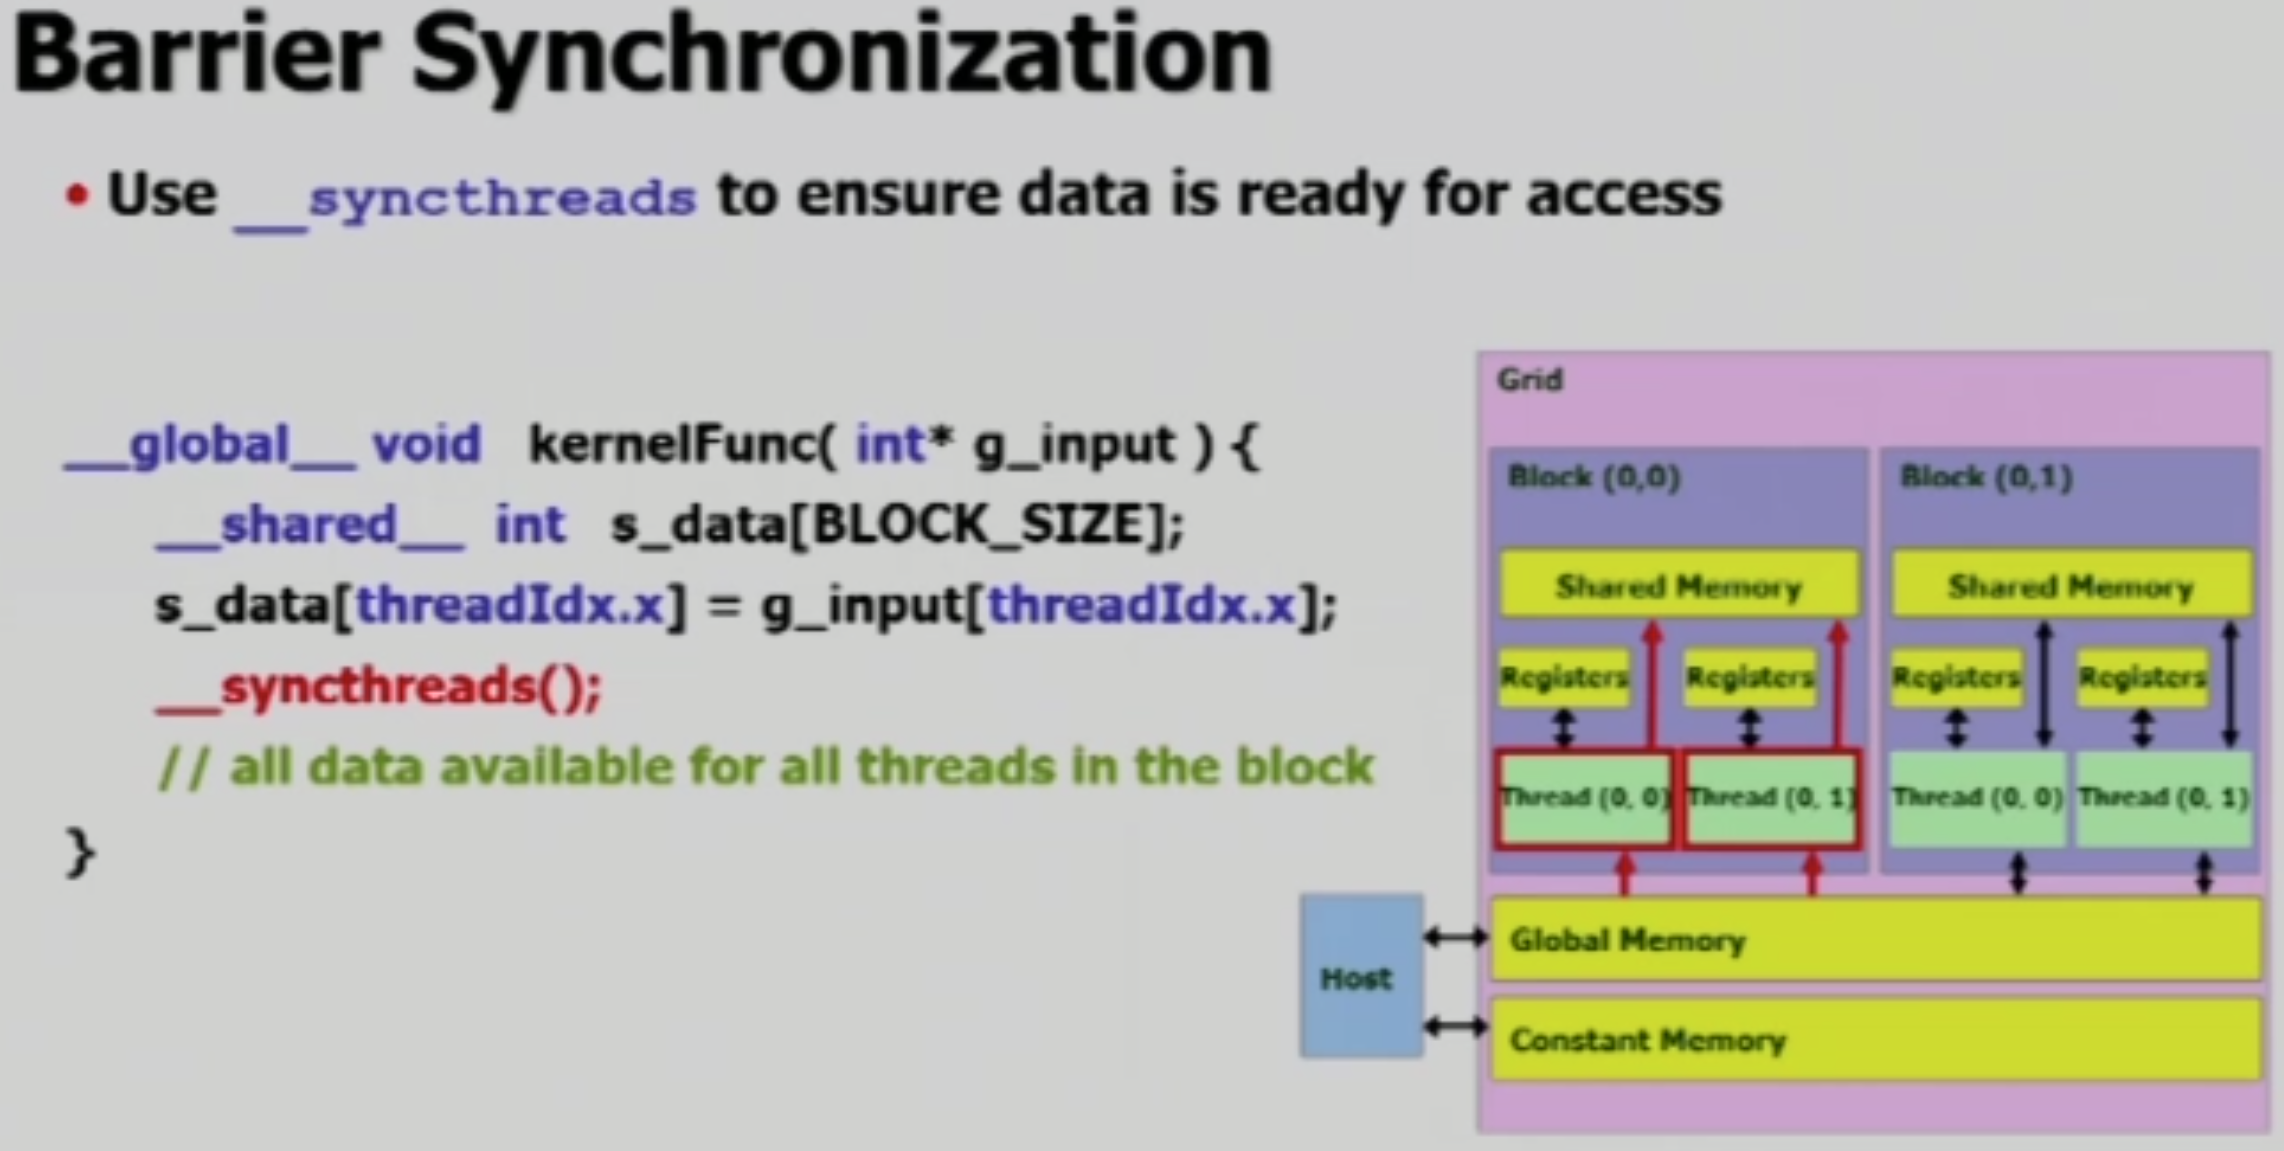 Barrier Synchronization
• Use __syncthreads to ensure data is ready for access
__global__ void kernelFunc( int* g_input ) {
__shared__ int s_data[BLOCK_SIZE];
s_data[threadIdx.x] = g_input[threadIdx.x];
__syncthreads();
// all data available for all threads in the block
}
Grid
Block (0,0)
Block (0,1)
Shared Memory
Shared Memory
Registers
Registers
Registers
Registers
Thread (0, 0)
Thread (0, 1)
Thread (0, 0)
Thread (0, 1)
Host
Global Memory
Constant Memory